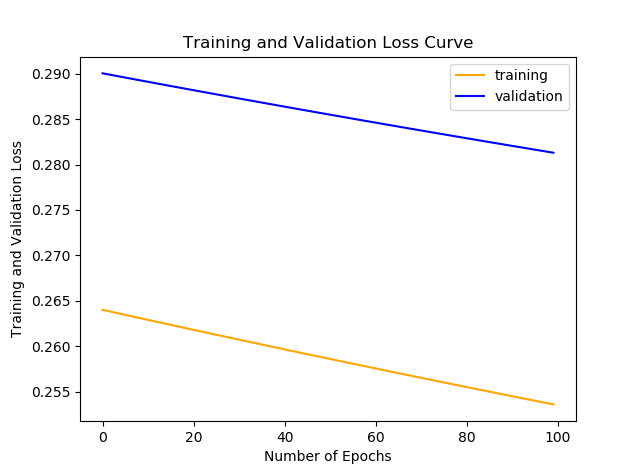 Training and Validation Loss Curve
training
validation
0.290
0.285
0.280
0.275
0.270
0.265
0.260
0.255
Training and Validation Loss
0 20 40 60 80 100
Number of Epochs